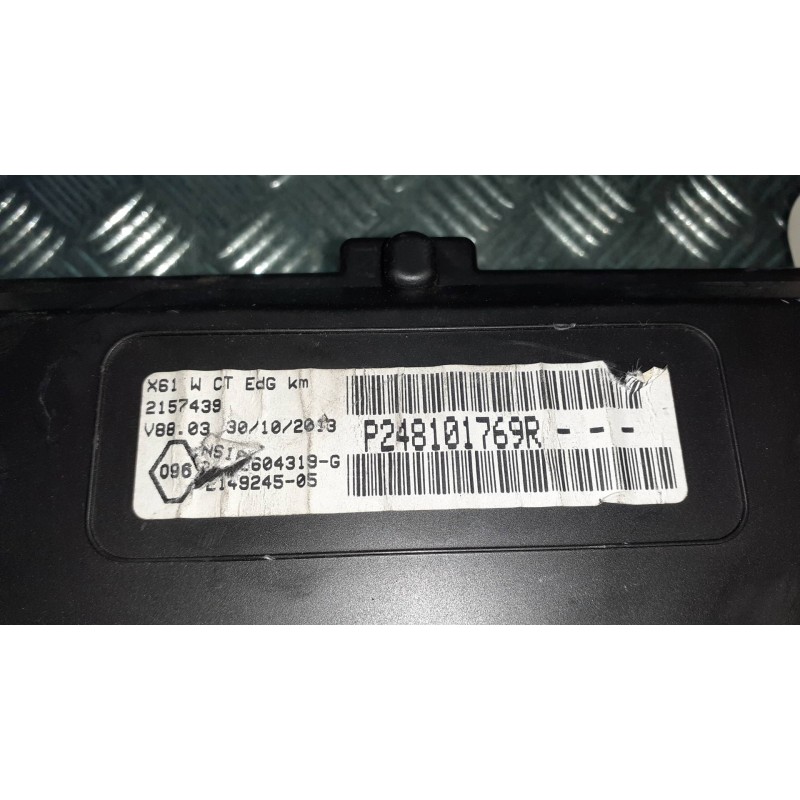 X61 W CT EdG km
2157439
V88.03 30/10/2013
096
2604319-G
2149245-05
P248101769R - - -